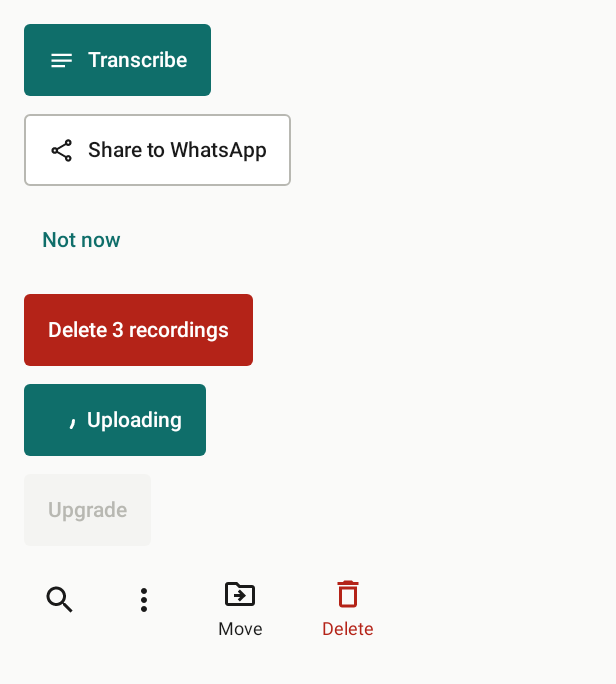 Transcribe
Share to WhatsApp
Not now
Delete 3 recordings
Uploading
Upgrade
Move
Delete